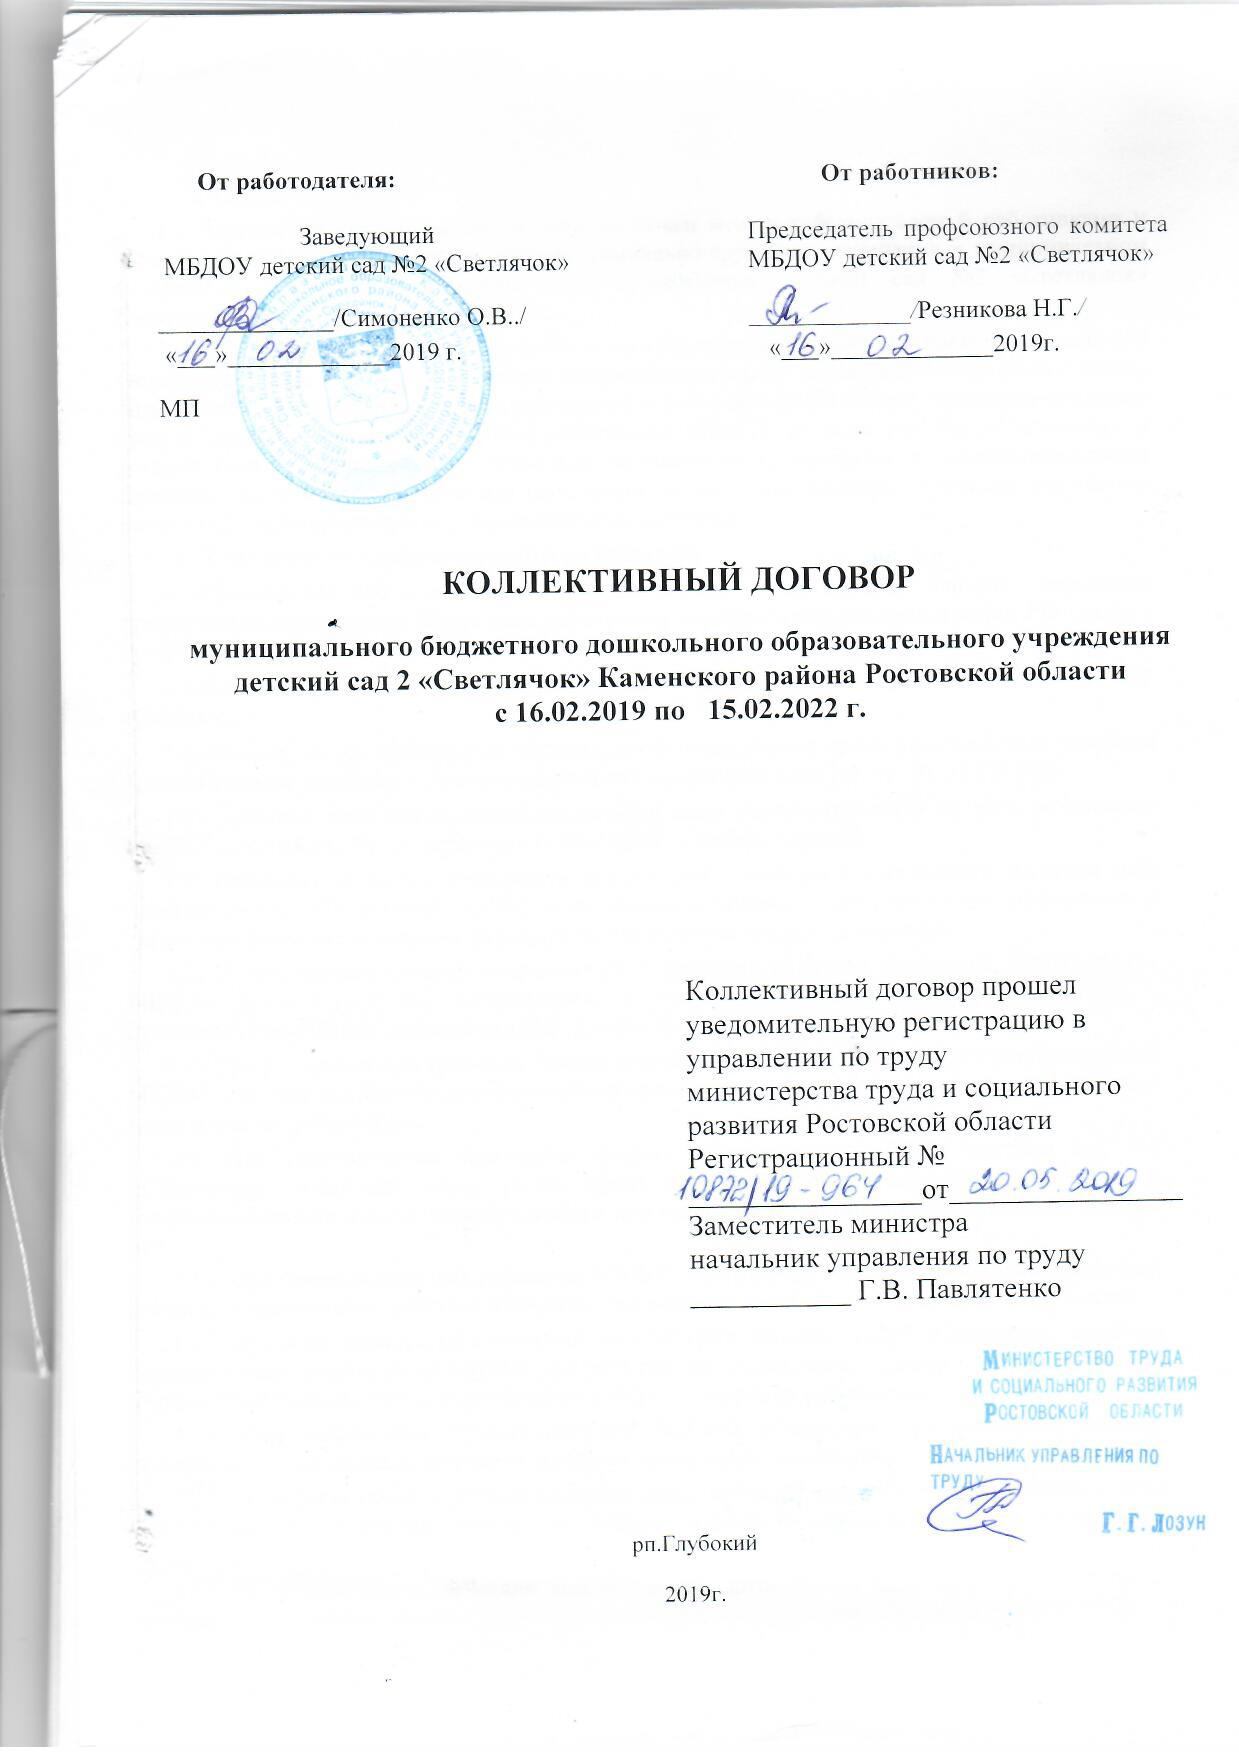 От работодателя:
От работников:
Заведующий
МБДОУ детский сад №2 «Светлячок»
______________/Симоненко О.В../
«16»  02  2019 г.
МП
Председатель профсоюзного комитета
МБДОУ детский сад №2 «Светлячок»
_____________/Резникова Н.Г./
«16»  02  2019г.
КОЛЛЕКТИВНЫЙ ДОГОВОР
муниципального бюджетного дошкольного образовательного учреждения
детский сад 2 «Светлячок» Каменского района Ростовской области
с 16.02.2019 по 15.02.2022 г.
Коллективный договор прошел
уведомительную регистрацию в
управлении по труду
министерства труда и социального
развития Ростовской области
Регистрационный №
10872/19-964 от 20.05.2019
Заместитель министра
начальник управления по труду
____________ Г.В. Павлятенко
Министерство труда
и социального развития
Ростовской области
Начальник управления по
труду
Г.Г. Лозун
рп.Глубокий
2019г.